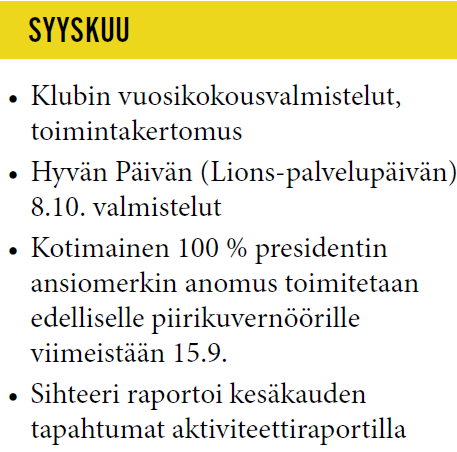 SYYSKUU
• Klubin vuosikokousvalmistelut,
toimintakertomus
• Hyvän Päivän (Lions-palvelupäivän)
8.10. valmistelut
• Kotimainen 100 % presidentin
ansiomerkin anomus toimitetaan
edelliselle piirikuvernöörille
viimeistään 15.9.
• Sihteeri raportoi kesäkauden
tapahtumat aktiviteettiraportilla